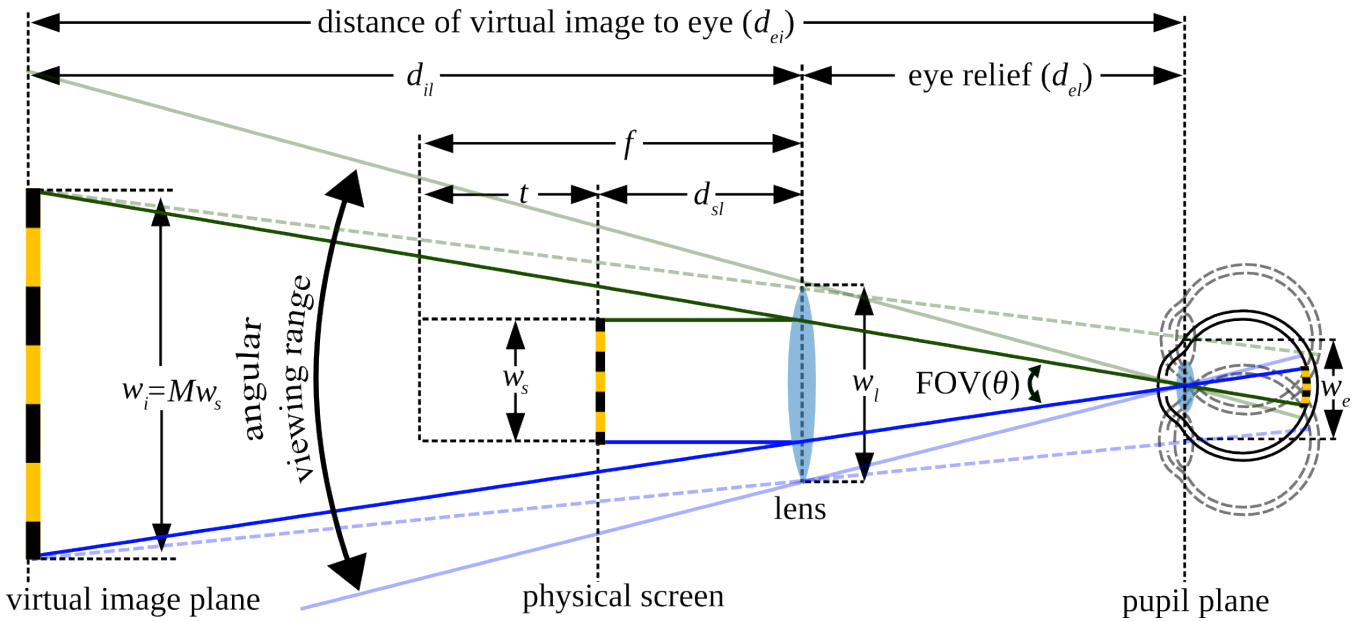 distance of virtual image to eye (d_ei)
d_il
eye relief (d_el)
f
t
d_sl
angular
viewing range
w_i=Mw_s
w_s
w_l
FOV(θ)
w_e
lens
virtual image plane
physical screen
pupil plane